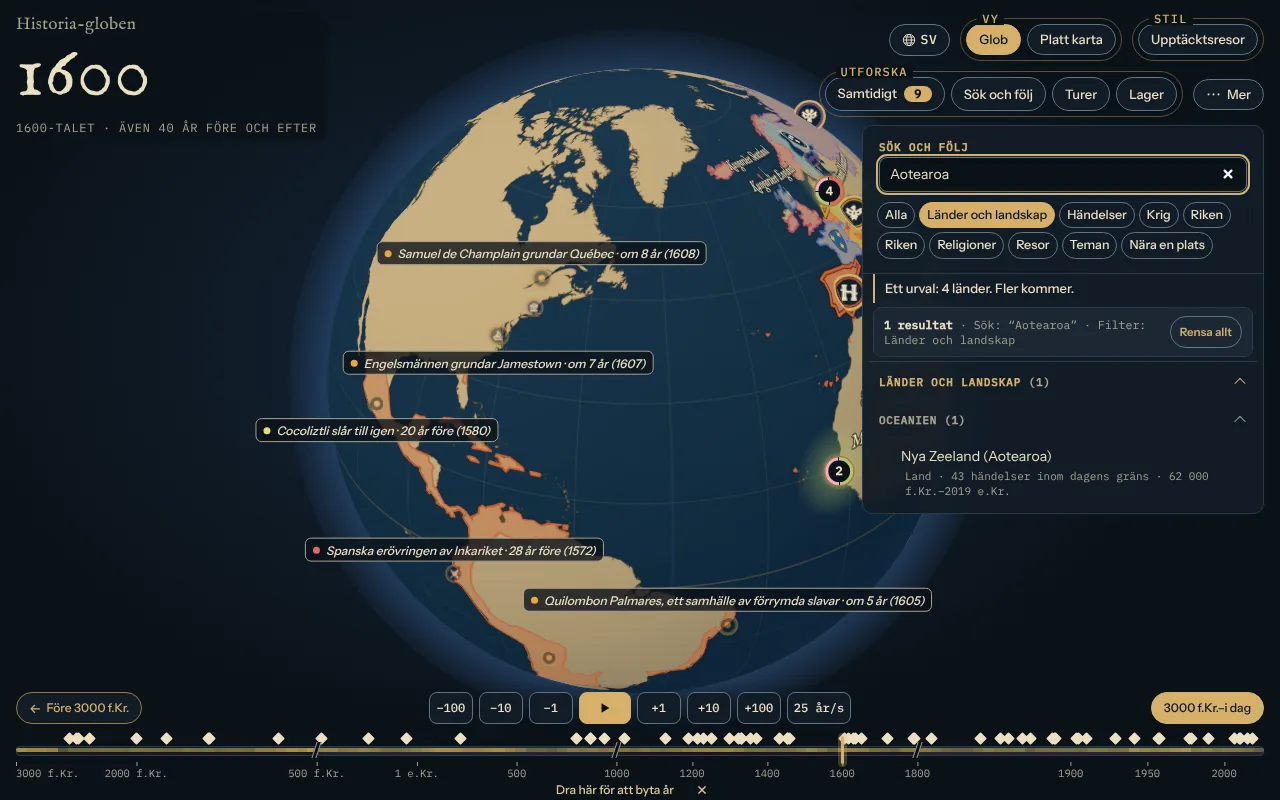 Historia-globen
1600
1600-TALET · ÄVEN 40 ÅR FÖRE OCH EFTER
SV
VY
Glob
Platt karta
STIL
Upptäcktsresor
UTFORSKA
Samtidigt 9
Sök och följ
Turer
Lager
··· Mer
SÖK OCH FÖLJ
Aotearoa
Alla
Länder och landskap
Händelser
Krig
Riken
Riken
Religioner
Resor
Teman
Nära en plats
Ett urval: 4 länder. Fler kommer.
1 resultat · Sök: “Aotearoa” · Filter:
Länder och landskap
Rensa allt
LÄNDER OCH LANDSKAP (1)
OCEANIEN (1)
Nya Zeeland (Aotearoa)
Land · 43 händelser inom dagens gräns · 62 000
f.Kr.–2019 e.Kr.
4
H
2
Samuel de Champlain grundar Québec · om 8 år (1608)
Engelsmännen grundar Jamestown · om 7 år (1607)
Cocoliztli slår till igen · 20 år före (1580)
Spanska erövringen av Inkariket · 28 år före (1572)
Quilombon Palmares, ett samhälle av förrymda slavar · om 5 år (1605)
← Före 3000 f.Kr.
−100
−10
−1
+1
+10
+100
25 år/s
3000 f.Kr.–i dag
3000 f.Kr.
2000 f.Kr.
500 f.Kr.
1 e.Kr.
500
1000
1200
1400
1600
1800
1900
1950
2000
Dra här för att byta år ✕